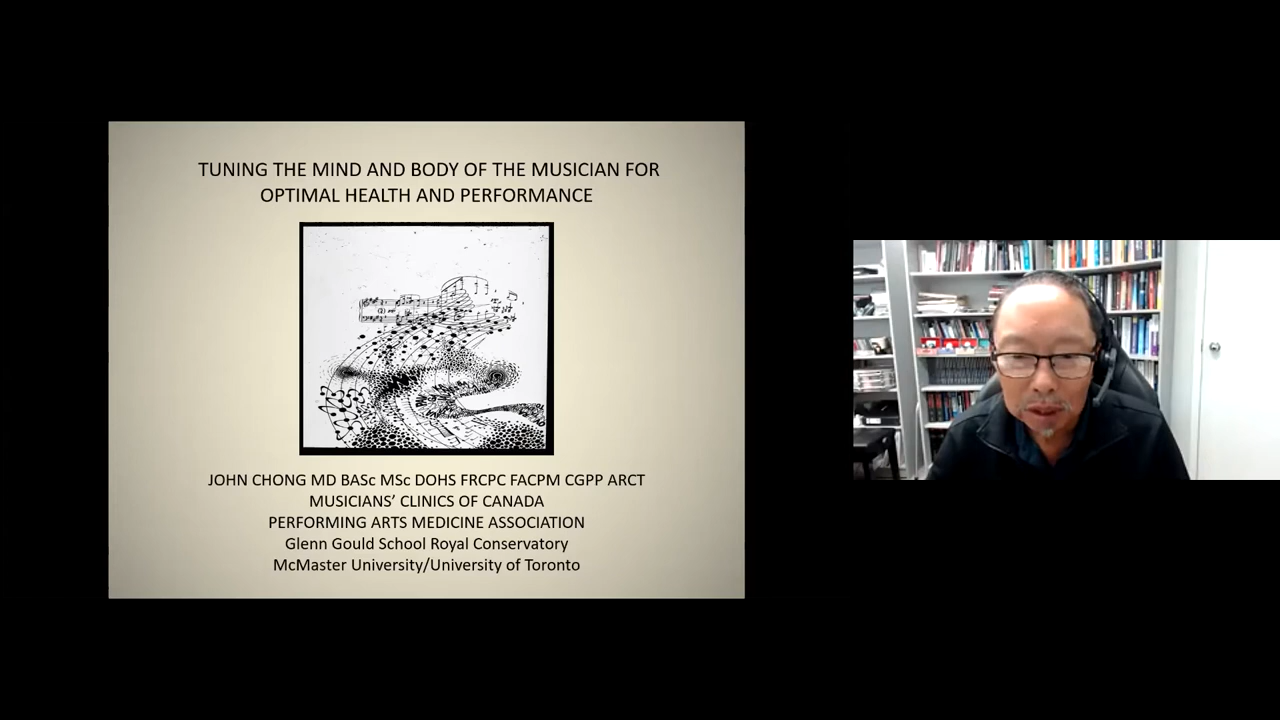 TUNING THE MIND AND BODY OF THE MUSICIAN FOR
OPTIMAL HEALTH AND PERFORMANCE
JOHN CHONG MD BASc MSc DOHS FRCPC FACPM CGPP ARCT
MUSICIANS’ CLINICS OF CANADA
PERFORMING ARTS MEDICINE ASSOCIATION
Glenn Gould School Royal Conservatory
McMaster University/University of Toronto